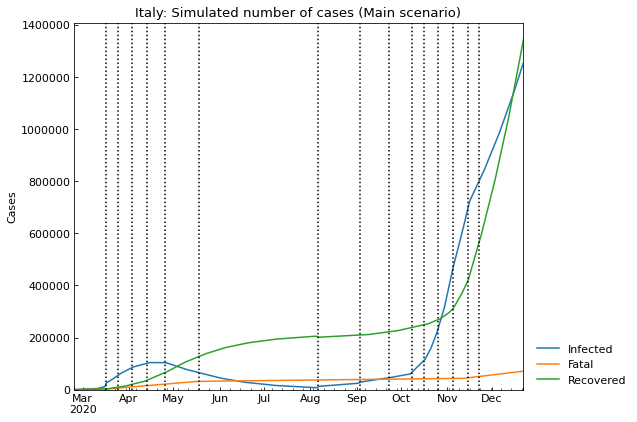 Italy: Simulated number of cases (Main scenario)
1400000
1200000
1000000
800000
600000
400000
200000
0
Cases
Mar Apr May Jun Jul Aug Sep Oct Nov Dec
2020
Infected
Fatal
Recovered